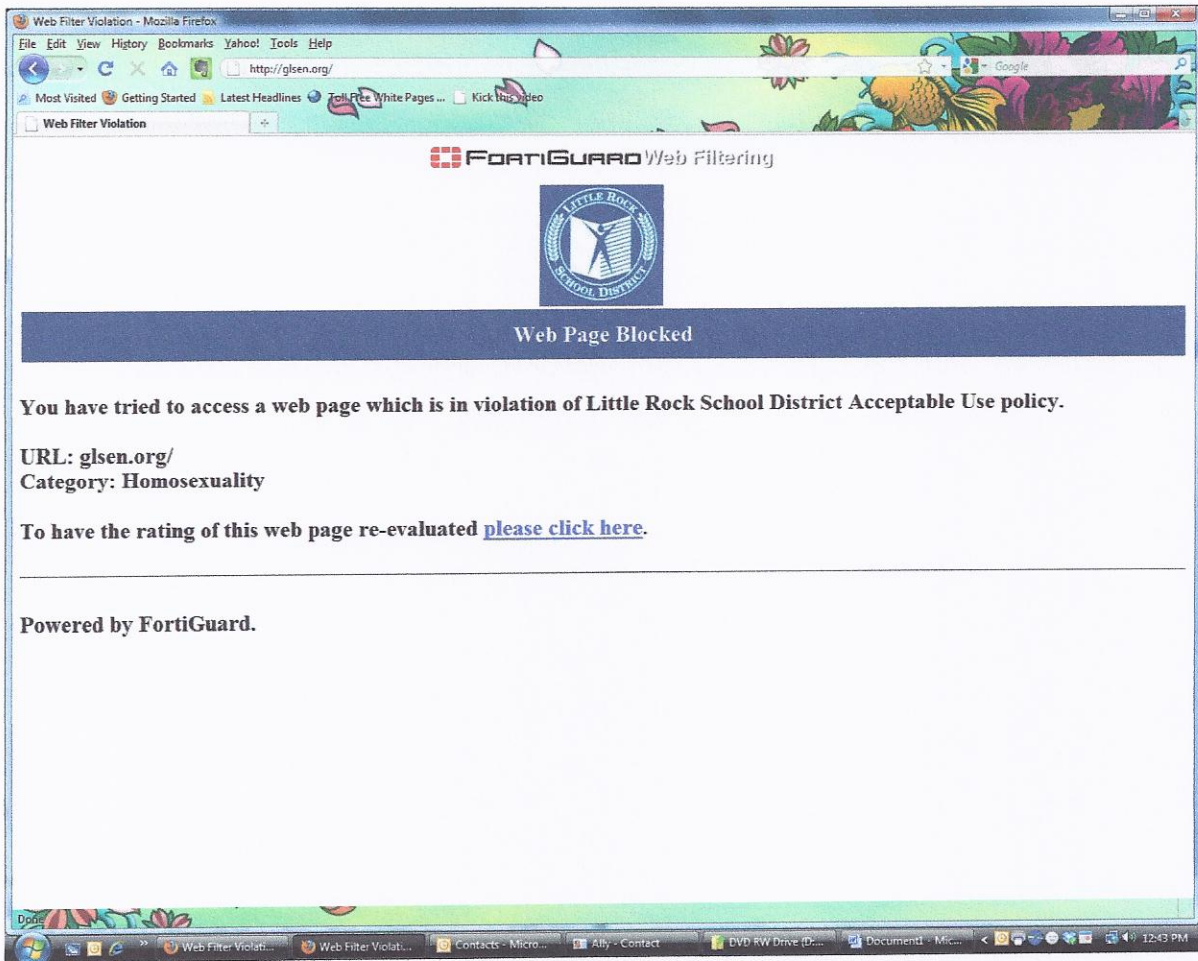 Web Filter Violation - Mozilla Firefox
File Edit View History Bookmarks Yahoo! Tools Help
http://glsen.org/
Google
Most Visited Getting Started Latest Headlines Toll Free White Pages ... Kick this video
Web Filter Violation
FORTIGUARD Web Filtering
LITTLE ROCK
SCHOOL DISTRICT
Web Page Blocked
You have tried to access a web page which is in violation of Little Rock School District Acceptable Use policy.
URL: glsen.org/
Category: Homosexuality
To have the rating of this web page re-evaluated please click here.
Powered by FortiGuard.
Done
Web Filter Violati... Web Filter Violati... Contacts - Micro... Ally - Contact DVD RW Drive (D:... Document1 - Mic... 12:43 PM